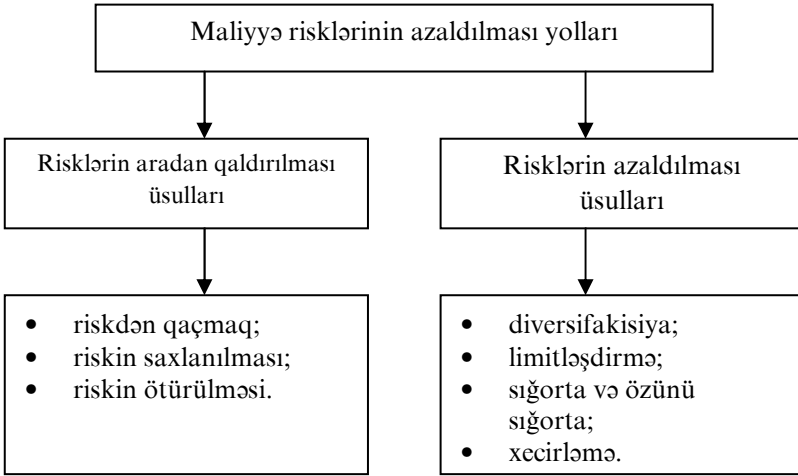 Maliyyə risklərinin azaldılması yolları
Risklərin aradan qaldırılması
üsulları
Risklərin azaldılması
üsulları
• riskdən qaçmaq;
• riskin saxlanılması;
• riskin ötürülməsi.
• diversifakisiya;
• limitləşdirmə;
• sığorta və özünü
sığorta;
• xecirləmə.